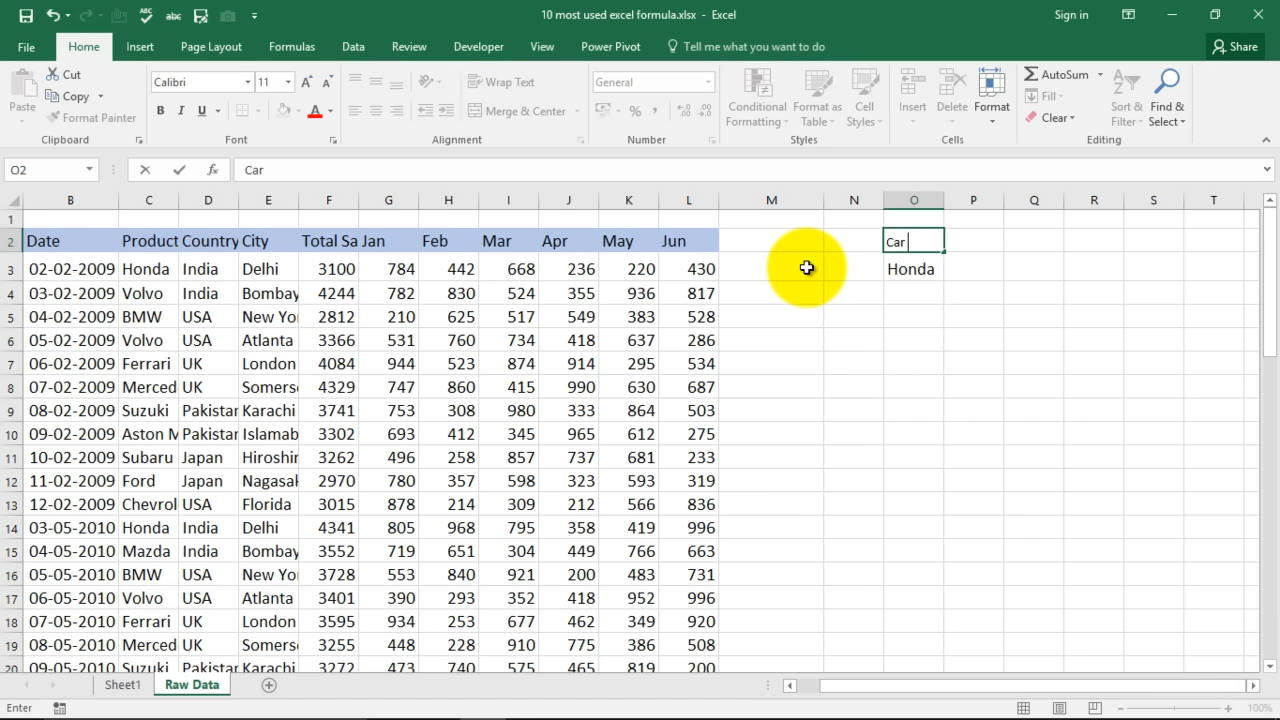 10 most used excel formula.xlsx - Excel
Sign in
File Home Insert Page Layout Formulas Data Review Developer View Power Pivot Tell me what you want to do Share
Paste Cut Copy Format Painter Clipboard
Calibri 11 B I U A Font
Wrap Text Merge & Center Alignment
General % , Number
Conditional Formatting Format as Table Cell Styles Styles
Insert Delete Format Cells
AutoSum Fill Clear Sort & Filter Find & Select Editing
O2 fx Car
B C D E F G H I J K L M N O P Q R S T
1
2 Date Product Country City Total Sa Jan Feb Mar Apr May Jun Car
3 02-02-2009 Honda India Delhi 3100 784 442 668 236 220 430 Honda
4 03-02-2009 Volvo India Bombay 4244 782 830 524 355 936 817
5 04-02-2009 BMW USA New Yo 2812 210 625 517 549 383 528
6 05-02-2009 Volvo USA Atlanta 3366 531 760 734 418 637 286
7 06-02-2009 Ferrari UK London 4084 944 523 874 914 295 534
8 07-02-2009 Merced UK Somers 4329 747 860 415 990 630 687
9 08-02-2009 Suzuki Pakistan Karachi 3741 753 308 980 333 864 503
10 09-02-2009 Aston M Pakistan Islamab 3302 693 412 345 965 612 275
11 10-02-2009 Subaru Japan Hiroshi 3262 496 258 857 737 681 233
12 11-02-2009 Ford Japan Nagasak 2970 780 357 598 323 593 319
13 12-02-2009 Chevrol USA Florida 3015 878 214 309 212 566 836
14 03-05-2010 Honda India Delhi 4341 805 968 795 358 419 996
15 04-05-2010 Mazda India Bombay 3552 719 651 304 449 766 663
16 05-05-2010 BMW USA New Yo 3728 553 840 921 200 483 731
17 06-05-2010 Volvo USA Atlanta 3401 390 293 352 418 952 996
18 07-05-2010 Ferrari UK London 3595 934 253 677 462 349 920
19 08-05-2010 Merced UK Somers 3255 448 228 910 775 386 508
20 09-05-2010 Suzuki Pakistan Karachi 3272 473 740 575 465 819 200
Sheet1 Raw Data
Enter 100%